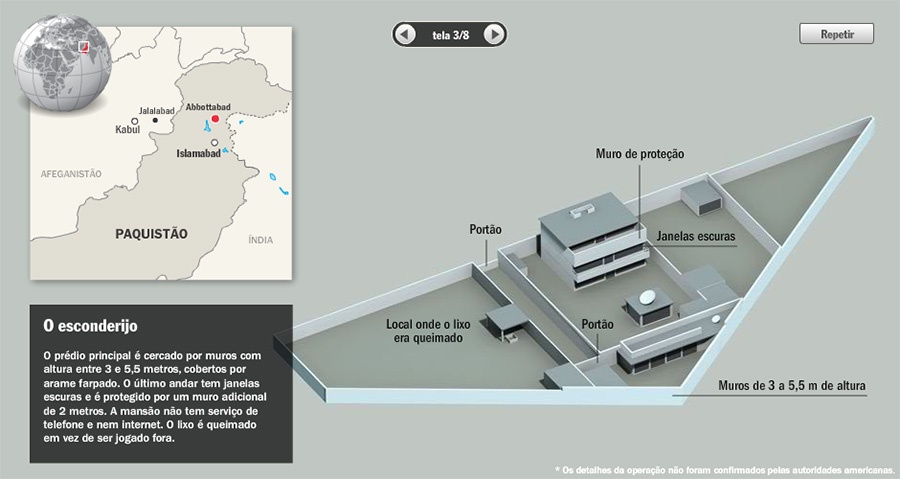 tela 3/8
Repetir
Jalalabad
Abbottabad
Kabul
Islamabad
AFEGANISTÃO
PAQUISTÃO
ÍNDIA
Muro de proteção
Portão
Janelas escuras
Local onde o lixo
era queimado
Portão
Muros de 3 a 5,5 m de altura
O esconderijo
O prédio principal é cercado por muros com
altura entre 3 e 5,5 metros, cobertos por
arame farpado. O último andar tem janelas
escuras e é protegido por um muro adicional
de 2 metros. A mansão não tem serviço de
telefone e nem internet. O lixo é queimado
em vez de ser jogado fora.
* Os detalhes da operação não foram confirmados pelas autoridades americanas.